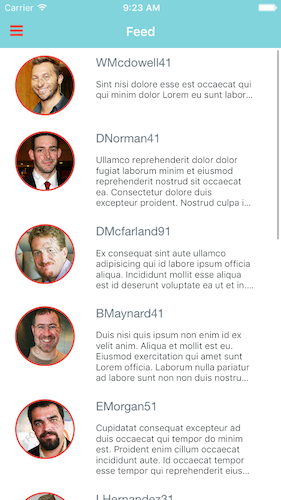 Carrier 9:23 AM
Feed
WMcdowell41
Sint nisi dolore esse est occaecat qui
qui minim dolor Lorem eu sunt labor...
DNorman41
Ullamco reprehenderit dolor dolor
fugiat laborum minim et eiusmod
reprehenderit nostrud sit occaecat
ea. Consectetur dolore duis
excepteur proident. Nostrud culpa i...
DMcfarland91
Ex consequat sint aute ullamco
adipisicing qui id labore ipsum officia
aliqua. Incididunt mollit esse aliqua
est id deserunt voluptate ea ut et in....
BMaynard41
Duis nisi quis ipsum non enim id ex
velit anim. Aliqua et mollit est eu.
Eiusmod exercitation qui amet sunt
Lorem officia. Laborum nulla pariatur
ad labore sunt non non duis nostru...
EMorgan51
Cupidatat consequat excepteur ad
duis occaecat qui tempor do minim
est. Proident enim cillum occaecat
incididunt aute. Id occaecat tempor
esse tempor qui reprehenderit eius...
LHernandez31